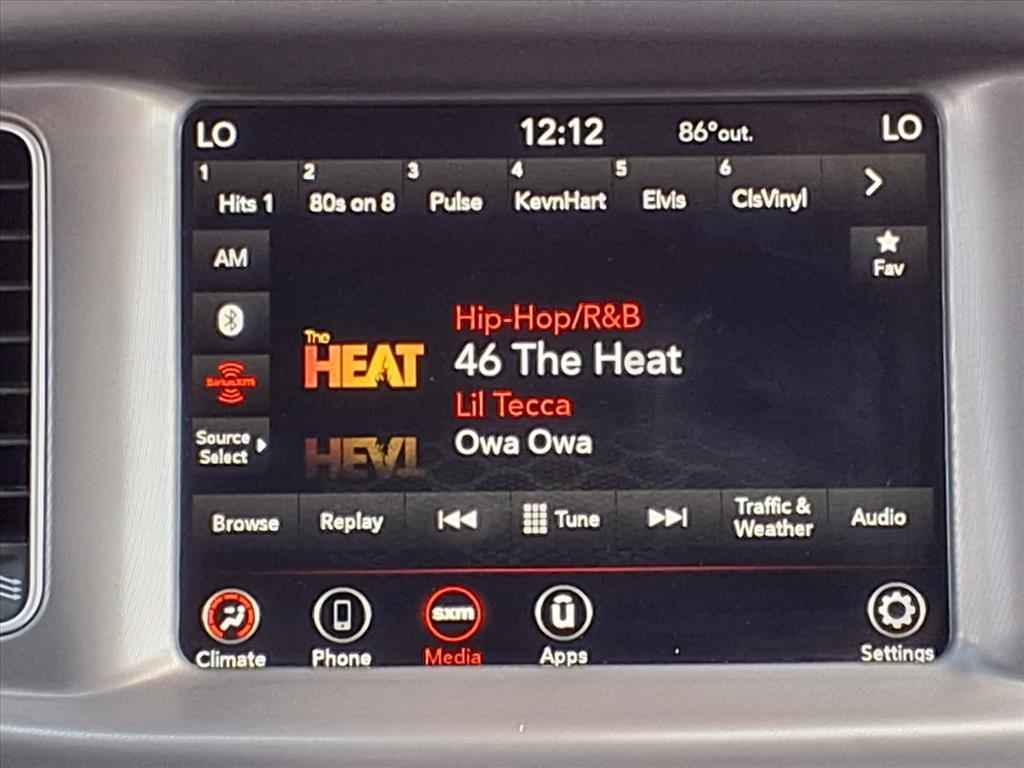 LO 12:12 86°out. LO
1 2 3 4 5 6
Hits 1 80s on 8 Pulse KevnHart Elvis ClsVinyl
AM
Fav
Hip-Hop/R&B
The
HEAT
46 The Heat
SiriusXM
Lil Tecca
Source
Select
Owa Owa
Browse Replay Tune Traffic &
Weather Audio
sxm ū
Climate Phone Media Apps Settings